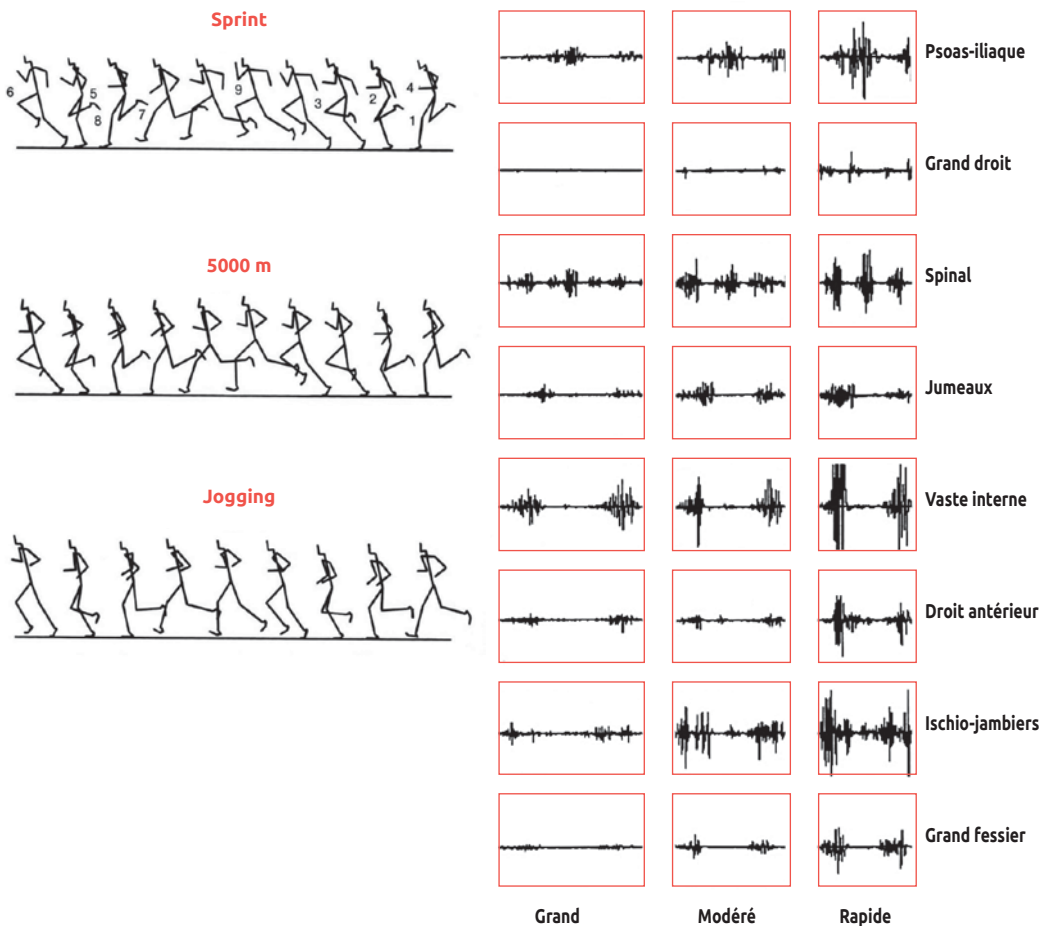 Sprint
6
5
8
7
9
3
2
4
1
5000 m
Jogging
Psoas-iliaque
Grand droit
Spinal
Jumeaux
Vaste interne
Droit antérieur
Ischio-jambiers
Grand fessier
Grand
Modéré
Rapide